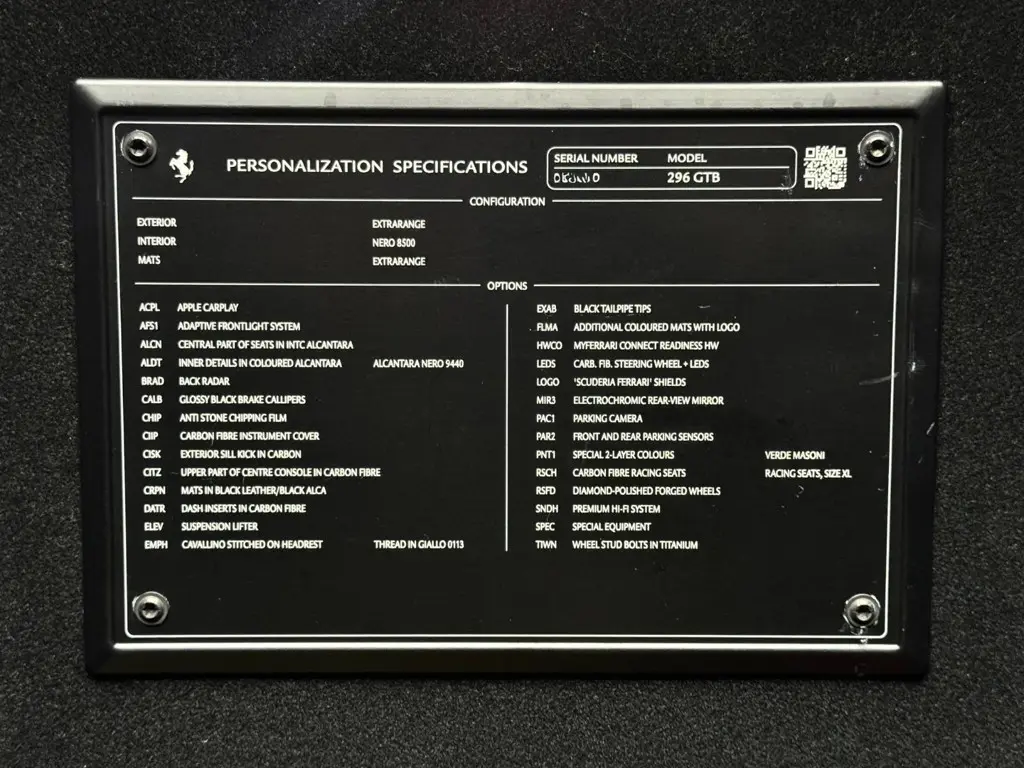 PERSONALIZATION SPECIFICATIONS
SERIAL NUMBER MODEL
296 GTB
CONFIGURATION
EXTERIOR EXTRARANGE
INTERIOR NERO 8500
MATS EXTRARANGE
OPTIONS
ACPL APPLE CARPLAY
AFS1 ADAPTIVE FRONTLIGHT SYSTEM
ALCN CENTRAL PART OF SEATS IN INTC ALCANTARA
ALDT INNER DETAILS IN COLOURED ALCANTARA ALCANTARA NERO 9440
BRAD BACK RADAR
CALB GLOSSY BLACK BRAKE CALLIPERS
CHIP ANTI STONE CHIPPING FILM
CIIP CARBON FIBRE INSTRUMENT COVER
CISK EXTERIOR SILL KICK IN CARBON
CITZ UPPER PART OF CENTRE CONSOLE IN CARBON FIBRE
CRPN MATS IN BLACK LEATHER/BLACK ALCA
DATR DASH INSERTS IN CARBON FIBRE
ELEV SUSPENSION LIFTER
EMPH CAVALLINO STITCHED ON HEADREST THREAD IN GIALLO 0113
EXAB BLACK TAILPIPE TIPS
FLMA ADDITIONAL COLOURED MATS WITH LOGO
HWCO MYFERRARI CONNECT READINESS HW
LEDS CARB. FIB. STEERING WHEEL + LEDS
LOGO 'SCUDERIA FERRARI' SHIELDS
MIR3 ELECTROCHROMIC REAR-VIEW MIRROR
PAC1 PARKING CAMERA
PAR2 FRONT AND REAR PARKING SENSORS
PNT1 SPECIAL 2-LAYER COLOURS VERDE MASONI
RSCH CARBON FIBRE RACING SEATS RACING SEATS, SIZE XL
RSFD DIAMOND-POLISHED FORGED WHEELS
SNDH PREMIUM HI-FI SYSTEM
SPEC SPECIAL EQUIPMENT
TIWN WHEEL STUD BOLTS IN TITANIUM